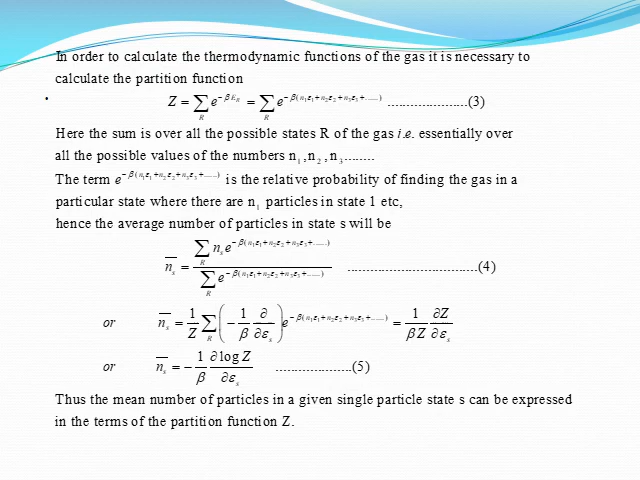 In order to calculate the thermodynamic functions of the gas it is necessary to
calculate the partition function
• Z = ∑_R e^{−βE_R} = ∑_R e^{−β(n₁ε₁+n₂ε₂+n₃ε₃+......)} .....................(3)
Here the sum is over all the possible states R of the gas i.e. essentially over
all the possible values of the numbers n₁ ,n₂ ,n₃........
The term e^{−β(n₁ε₁+n₂ε₂+n₃ε₃+......)} is the relative probability of finding the gas in a
particular state where there are n₁ particles in state 1 etc,
hence the average number of particles in state s will be
n̅ₛ = ∑_R nₛe^{−β(n₁ε₁+n₂ε₂+n₃ε₃+......)} / ∑_R e^{−β(n₁ε₁+n₂ε₂+n₃ε₃+......)} ..................................(4)
or n̅ₛ = 1/Z ∑_R (−1/β ∂/∂εₛ) e^{−β(n₁ε₁+n₂ε₂+n₃ε₃+......)} = 1/βZ ∂Z/∂εₛ
or n̅ₛ = −1/β ∂log Z/∂εₛ ....................(5)
Thus the mean number of particles in a given single particle state s can be expressed
in the terms of the partition function Z.